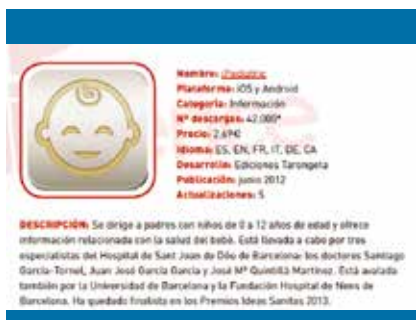 Nombre: iPediatric
Plataforma: iOS y Android
Categoría: Información
Nº descargas: 42.000*
Precio: 2,69€
Idioma: ES, EN, FR, IT, DE, CA
Desarrollo: Ediciones Tarongeta
Publicación: junio 2012
Actualizaciones: 5
DESCRIPCIÓN: Se dirige a padres con niños de 0 a 12 años de edad y ofrece
información relacionada con la salud del bebé. Está llevada a cabo por tres
especialistas del Hospital de Sant Joan de Déu de Barcelona: los doctores Santiago
García-Tornel, Juan José García García y José Mª Quintillá Martínez. Está avalada
también por la Universidad de Barcelona y la Fundación Hospital de Nens de
Barcelona. Ha quedado finalista en los Premios Ideas Sanitas 2013.